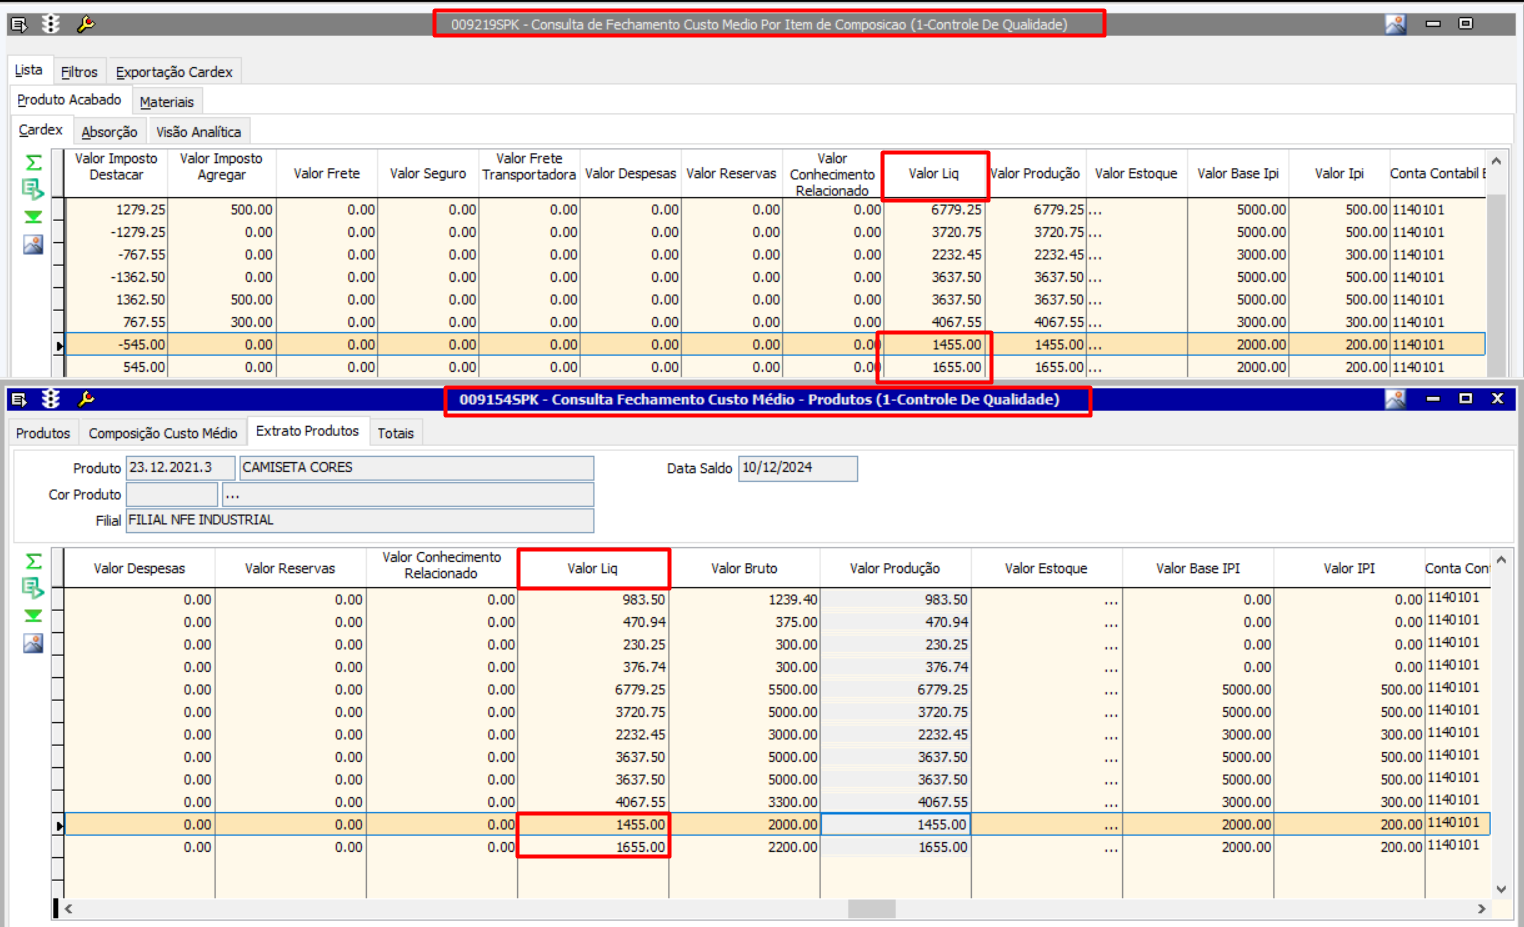 009219SPK - Consulta de Fechamento Custo Medio Por Item de Composicao (1-Controle De Qualidade)
Lista Filtros Exportação Cardex
Produto Acabado Materiais
Cardex Absorção Visão Analítica
Valor Imposto Destacar Valor Imposto Agregar Valor Frete Valor Seguro Valor Frete Transportadora Valor Despesas Valor Reservas Valor Conhecimento Relacionado Valor Liq Valor Produção Valor Estoque Valor Base Ipi Valor Ipi Conta Contabil E
1279.25 500.00 0.00 0.00 0.00 0.00 0.00 0.00 6779.25 6779.25 ... 5000.00 500.00 1140101
-1279.25 0.00 0.00 0.00 0.00 0.00 0.00 0.00 3720.75 3720.75 ... 5000.00 500.00 1140101
-767.55 0.00 0.00 0.00 0.00 0.00 0.00 0.00 2232.45 2232.45 ... 3000.00 300.00 1140101
-1362.50 0.00 0.00 0.00 0.00 0.00 0.00 0.00 3637.50 3637.50 ... 5000.00 500.00 1140101
1362.50 500.00 0.00 0.00 0.00 0.00 0.00 0.00 3637.50 3637.50 ... 5000.00 500.00 1140101
767.55 300.00 0.00 0.00 0.00 0.00 0.00 0.00 4067.55 4067.55 ... 3000.00 300.00 1140101
-545.00 0.00 0.00 0.00 0.00 0.00 0.00 0.00 1455.00 1455.00 ... 2000.00 200.00 1140101
545.00 0.00 0.00 0.00 0.00 0.00 0.00 0.00 1655.00 1655.00 ... 2000.00 200.00 1140101
009154SPK - Consulta Fechamento Custo Médio - Produtos (1-Controle De Qualidade)
Produtos Composição Custo Médio Extrato Produtos Totais
Produto 23.12.2021.3 CAMISETA CORES Data Saldo 10/12/2024
Cor Produto ...
Filial FILIAL NFE INDUSTRIAL
Valor Despesas Valor Reservas Valor Conhecimento Relacionado Valor Liq Valor Bruto Valor Produção Valor Estoque Valor Base IPI Valor IPI Conta Con
0.00 0.00 0.00 983.50 1239.40 983.50 ... 0.00 0.00 1140101
0.00 0.00 0.00 470.94 375.00 470.94 ... 0.00 0.00 1140101
0.00 0.00 0.00 230.25 300.00 230.25 ... 0.00 0.00 1140101
0.00 0.00 0.00 376.74 300.00 376.74 ... 0.00 0.00 1140101
0.00 0.00 0.00 6779.25 5500.00 6779.25 ... 5000.00 500.00 1140101
0.00 0.00 0.00 3720.75 5000.00 3720.75 ... 5000.00 500.00 1140101
0.00 0.00 0.00 2232.45 3000.00 2232.45 ... 3000.00 300.00 1140101
0.00 0.00 0.00 3637.50 5000.00 3637.50 ... 5000.00 500.00 1140101
0.00 0.00 0.00 3637.50 5000.00 3637.50 ... 5000.00 500.00 1140101
0.00 0.00 0.00 4067.55 3300.00 4067.55 ... 3000.00 300.00 1140101
0.00 0.00 0.00 1455.00 2000.00 1455.00 ... 2000.00 200.00 1140101
0.00 0.00 0.00 1655.00 2200.00 1655.00 ... 2000.00 200.00 1140101